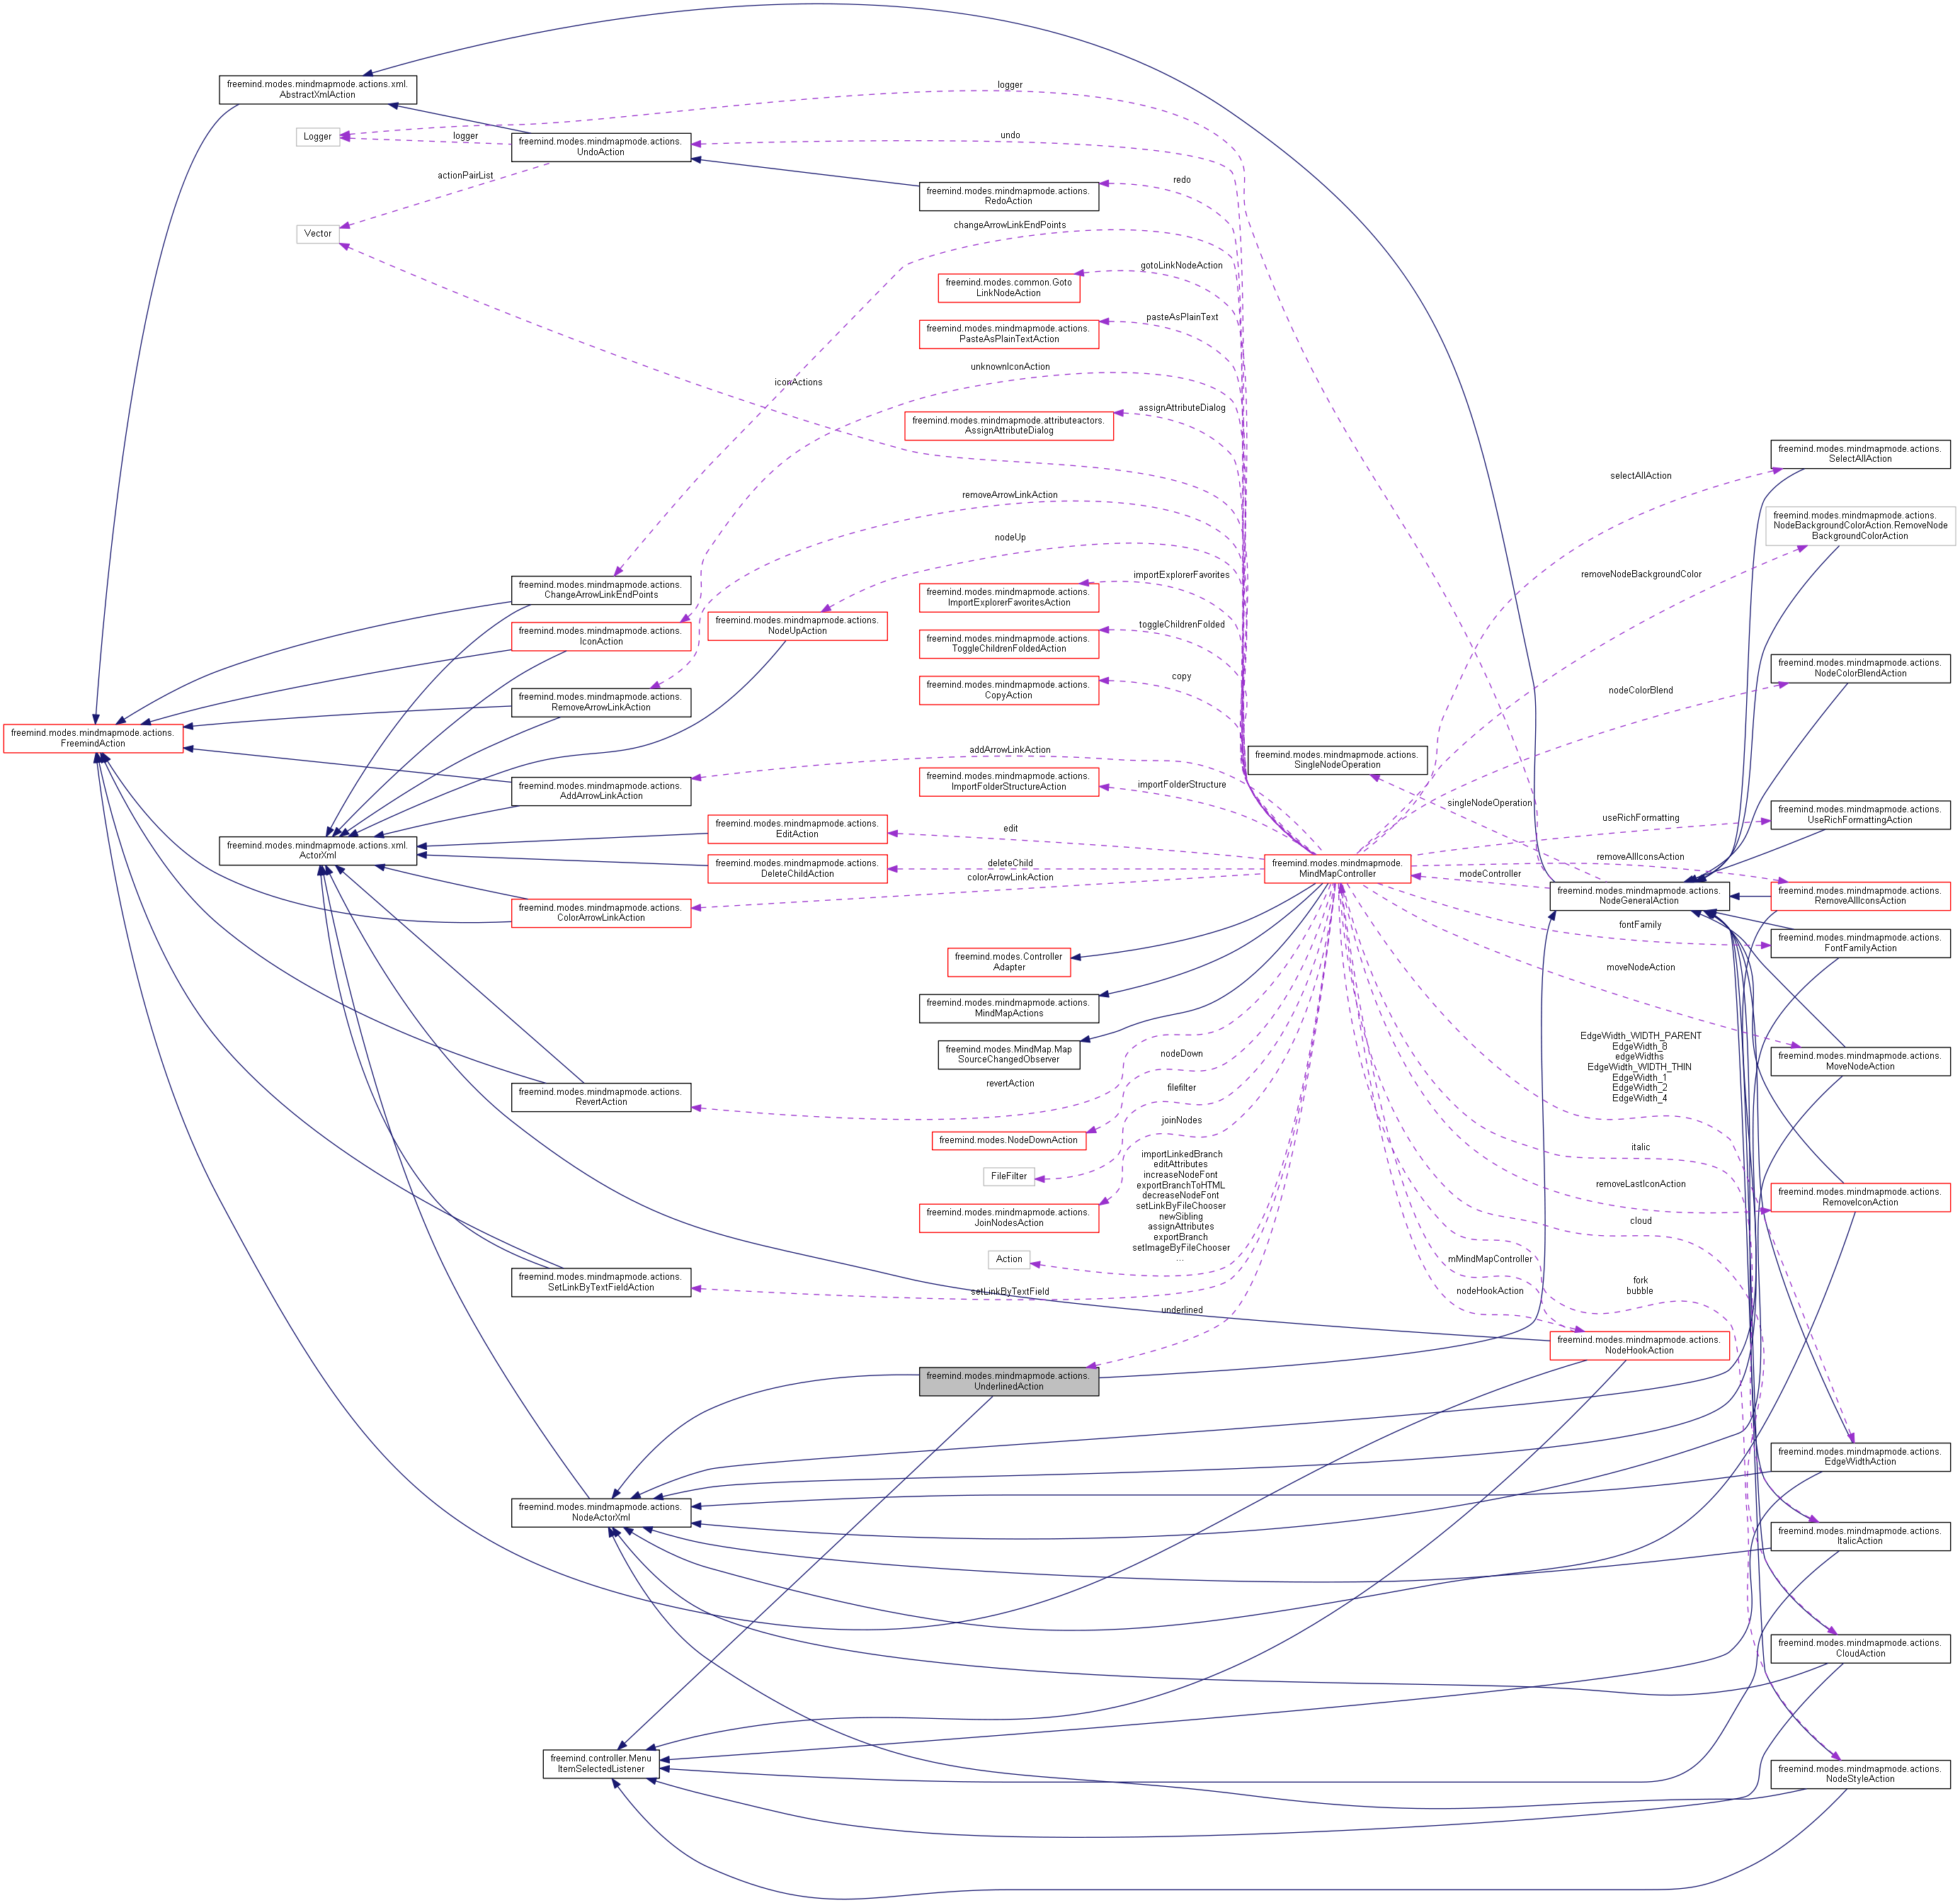 freemind.modes.mindmapmode.actions.xml.
AbstractXmlAction
logger
Logger
logger
freemind.modes.mindmapmode.actions.
UndoAction
undo
actionPairList
freemind.modes.mindmapmode.actions.
RedoAction
redo
Vector
changeArrowLinkEndPoints
freemind.modes.common.Goto
LinkNodeAction
gotoLinkNodeAction
freemind.modes.mindmapmode.actions.
PasteAsPlainTextAction
pasteAsPlainText
unknownIconAction
iconActions
freemind.modes.mindmapmode.attributeactors.
AssignAttributeDialog
assignAttributeDialog
freemind.modes.mindmapmode.actions.
SelectAllAction
selectAllAction
removeArrowLinkAction
freemind.modes.mindmapmode.actions.
NodeBackgroundColorAction.RemoveNode
BackgroundColorAction
removeNodeBackgroundColor
nodeUp
freemind.modes.mindmapmode.actions.
ChangeArrowLinkEndPoints
freemind.modes.mindmapmode.actions.
ImportExplorerFavoritesAction
importExplorerFavorites
freemind.modes.mindmapmode.actions.
IconAction
freemind.modes.mindmapmode.actions.
NodeUpAction
freemind.modes.mindmapmode.actions.
ToggleChildrenFoldedAction
toggleChildrenFolded
freemind.modes.mindmapmode.actions.
NodeColorBlendAction
nodeColorBlend
freemind.modes.mindmapmode.actions.
RemoveArrowLinkAction
freemind.modes.mindmapmode.actions.
CopyAction
copy
freemind.modes.mindmapmode.actions.
FreemindAction
addArrowLinkAction
freemind.modes.mindmapmode.actions.
SingleNodeOperation
singleNodeOperation
freemind.modes.mindmapmode.actions.
AddArrowLinkAction
freemind.modes.mindmapmode.actions.
ImportFolderStructureAction
importFolderStructure
freemind.modes.mindmapmode.actions.
UseRichFormattingAction
useRichFormatting
freemind.modes.mindmapmode.actions.xml.
ActorXml
freemind.modes.mindmapmode.actions.
EditAction
edit
freemind.modes.mindmapmode.actions.
DeleteChildAction
deleteChild
colorArrowLinkAction
freemind.modes.mindmapmode.
MindMapController
modeController
removeAllIconsAction
freemind.modes.mindmapmode.actions.
NodeGeneralAction
freemind.modes.mindmapmode.actions.
RemoveAllIconsAction
freemind.modes.mindmapmode.actions.
ColorArrowLinkAction
fontFamily
freemind.modes.mindmapmode.actions.
FontFamilyAction
freemind.modes.Controller
Adapter
moveNodeAction
freemind.modes.mindmapmode.actions.
MindMapActions
freemind.modes.MindMap.Map
SourceChangedObserver
EdgeWidth_WIDTH_PARENT
EdgeWidth_8
edgeWidths
EdgeWidth_WIDTH_THIN
EdgeWidth_1
EdgeWidth_2
EdgeWidth_4
freemind.modes.mindmapmode.actions.
MoveNodeAction
freemind.modes.mindmapmode.actions.
RevertAction
revertAction
nodeDown
filefilter
freemind.modes.NodeDownAction
joinNodes
italic
FileFilter
importLinkedBranch
editAttributes
increaseNodeFont
exportBranchToHTML
decreaseNodeFont
setLinkByFileChooser
newSibling
assignAttributes
exportBranch
setImageByFileChooser
...
removeLastIconAction
freemind.modes.mindmapmode.actions.
RemoveIconAction
freemind.modes.mindmapmode.actions.
JoinNodesAction
cloud
Action
mMindMapController
freemind.modes.mindmapmode.actions.
SetLinkByTextFieldAction
setLinkByTextField
nodeHookAction
fork
bubble
underlined
freemind.modes.mindmapmode.actions.
NodeHookAction
freemind.modes.mindmapmode.actions.
UnderlinedAction
freemind.modes.mindmapmode.actions.
EdgeWidthAction
freemind.modes.mindmapmode.actions.
NodeActorXml
freemind.modes.mindmapmode.actions.
ItalicAction
freemind.modes.mindmapmode.actions.
CloudAction
freemind.controller.Menu
ItemSelectedListener
freemind.modes.mindmapmode.actions.
NodeStyleAction